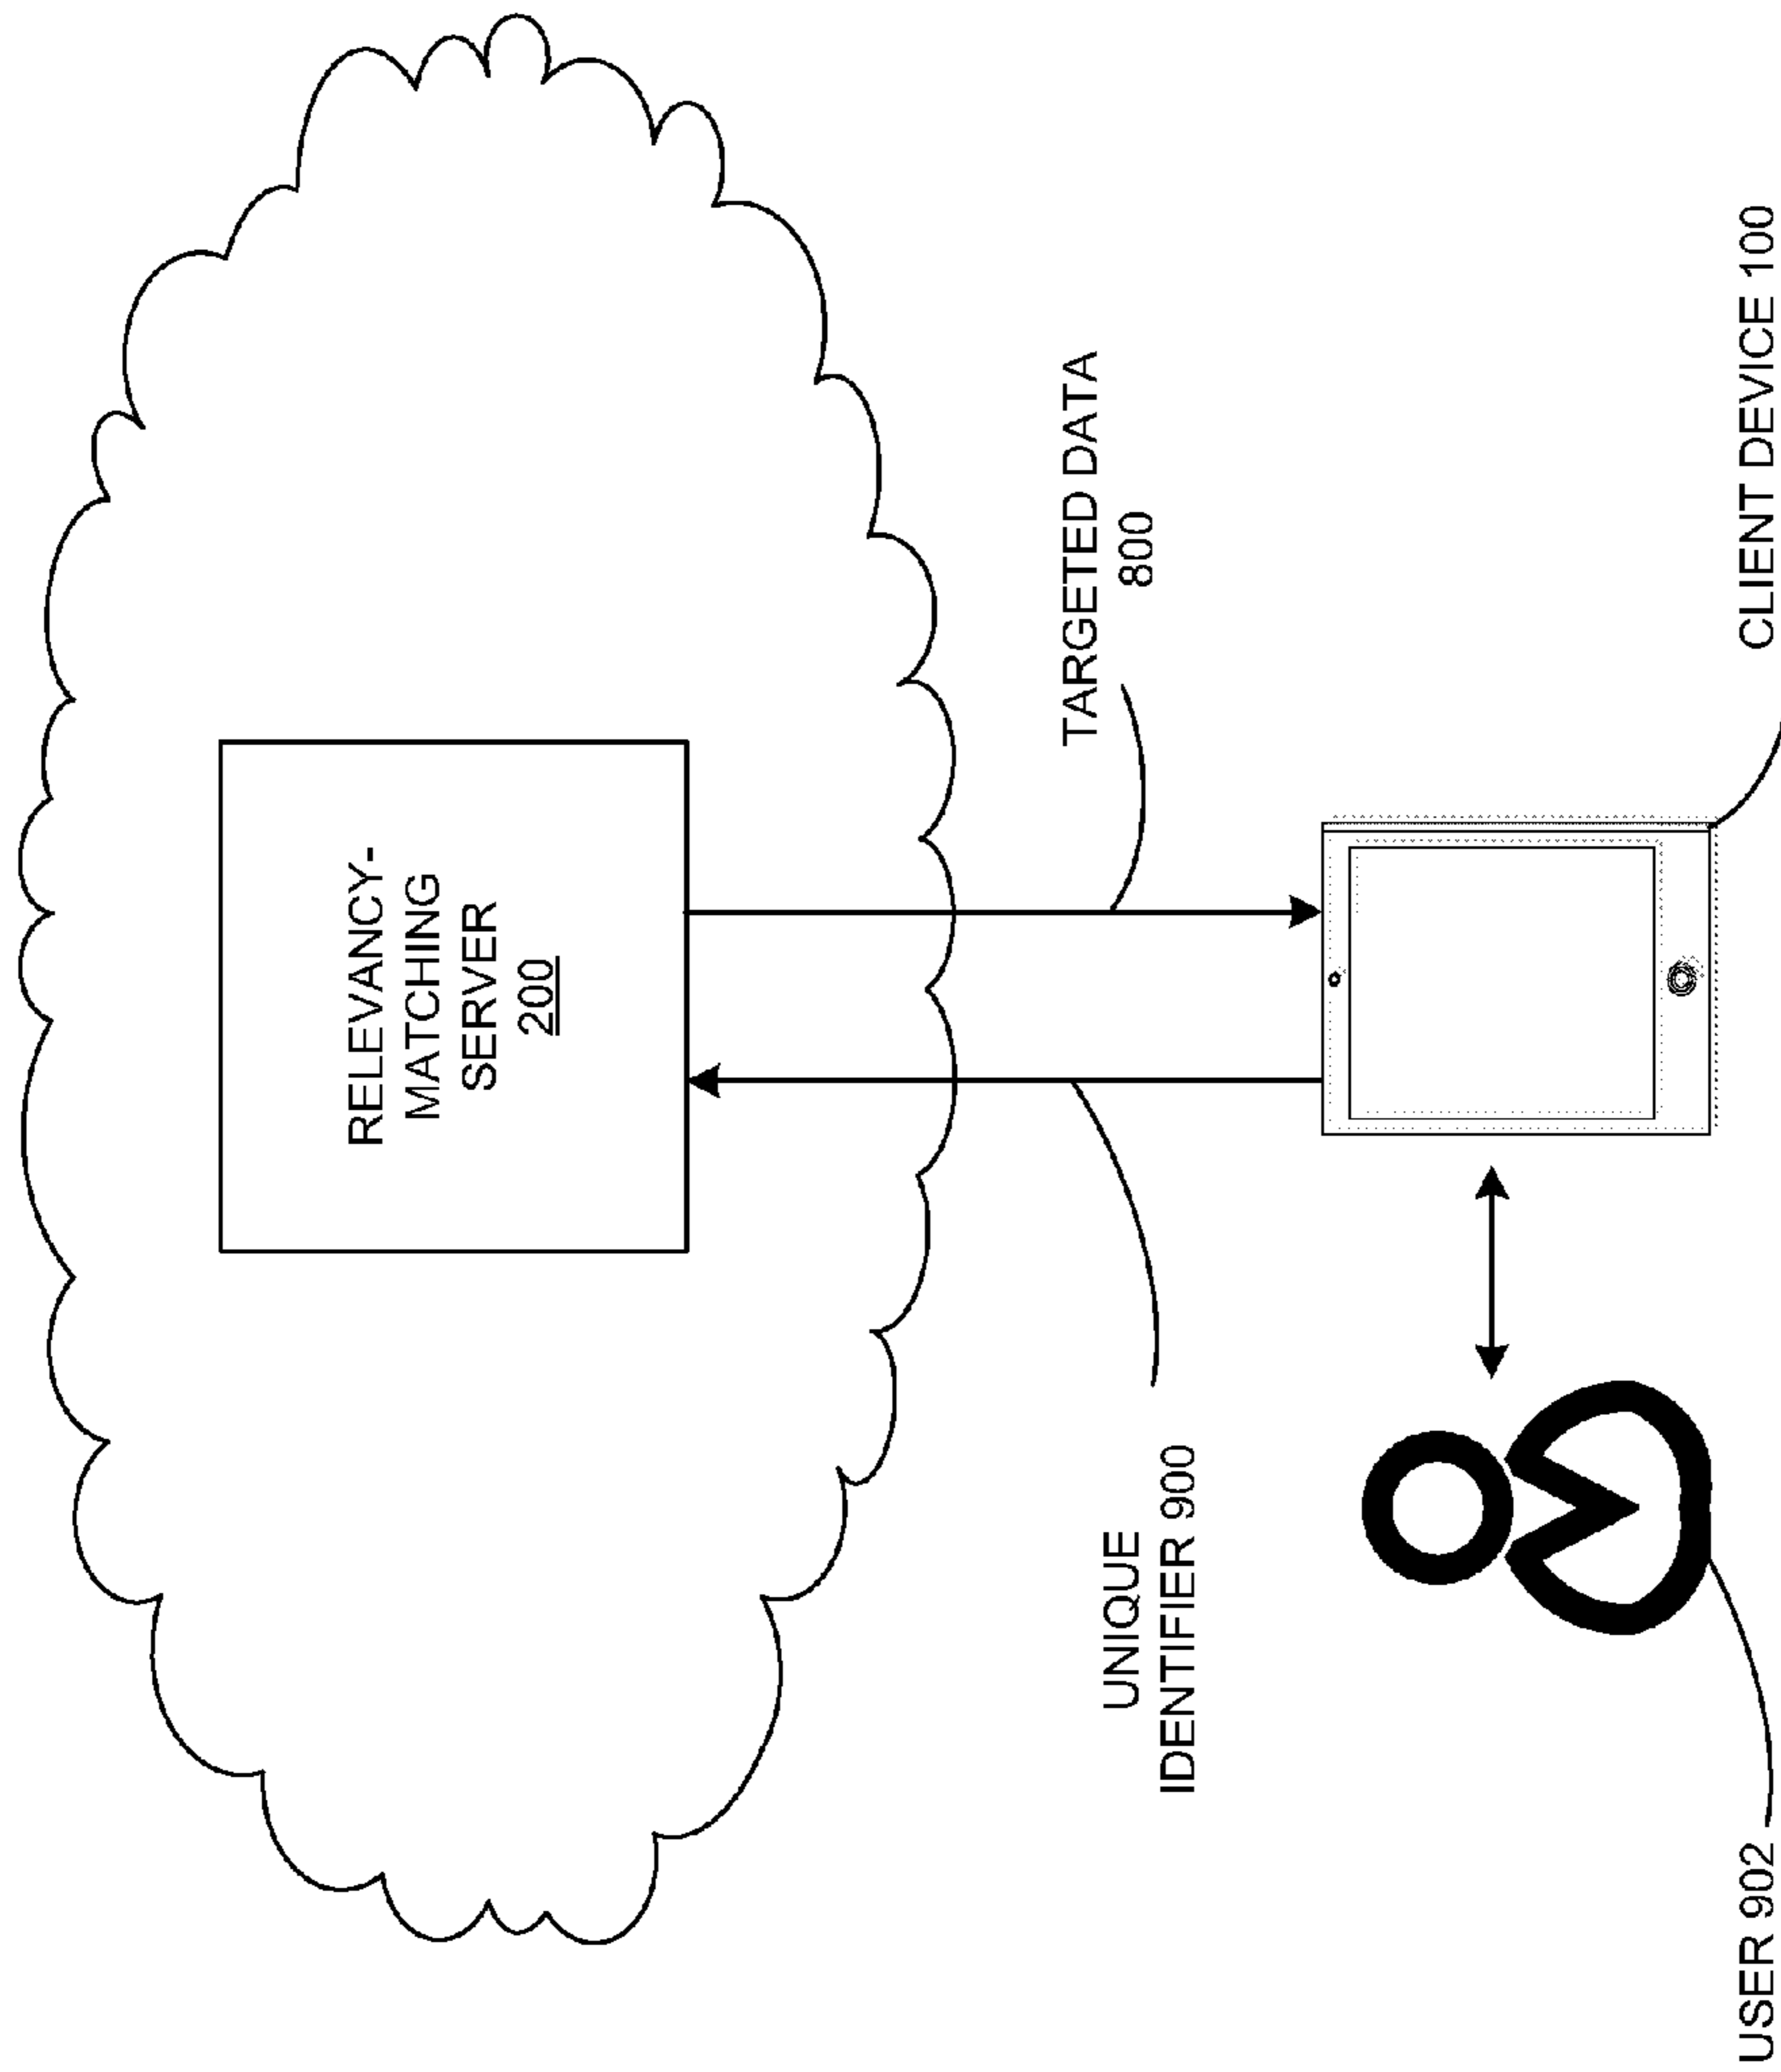 RELEVANCY-
MATCHING
SERVER
200
TARGETED DATA
800
UNIQUE
IDENTIFIER 900
CLIENT DEVICE 100
USER 902